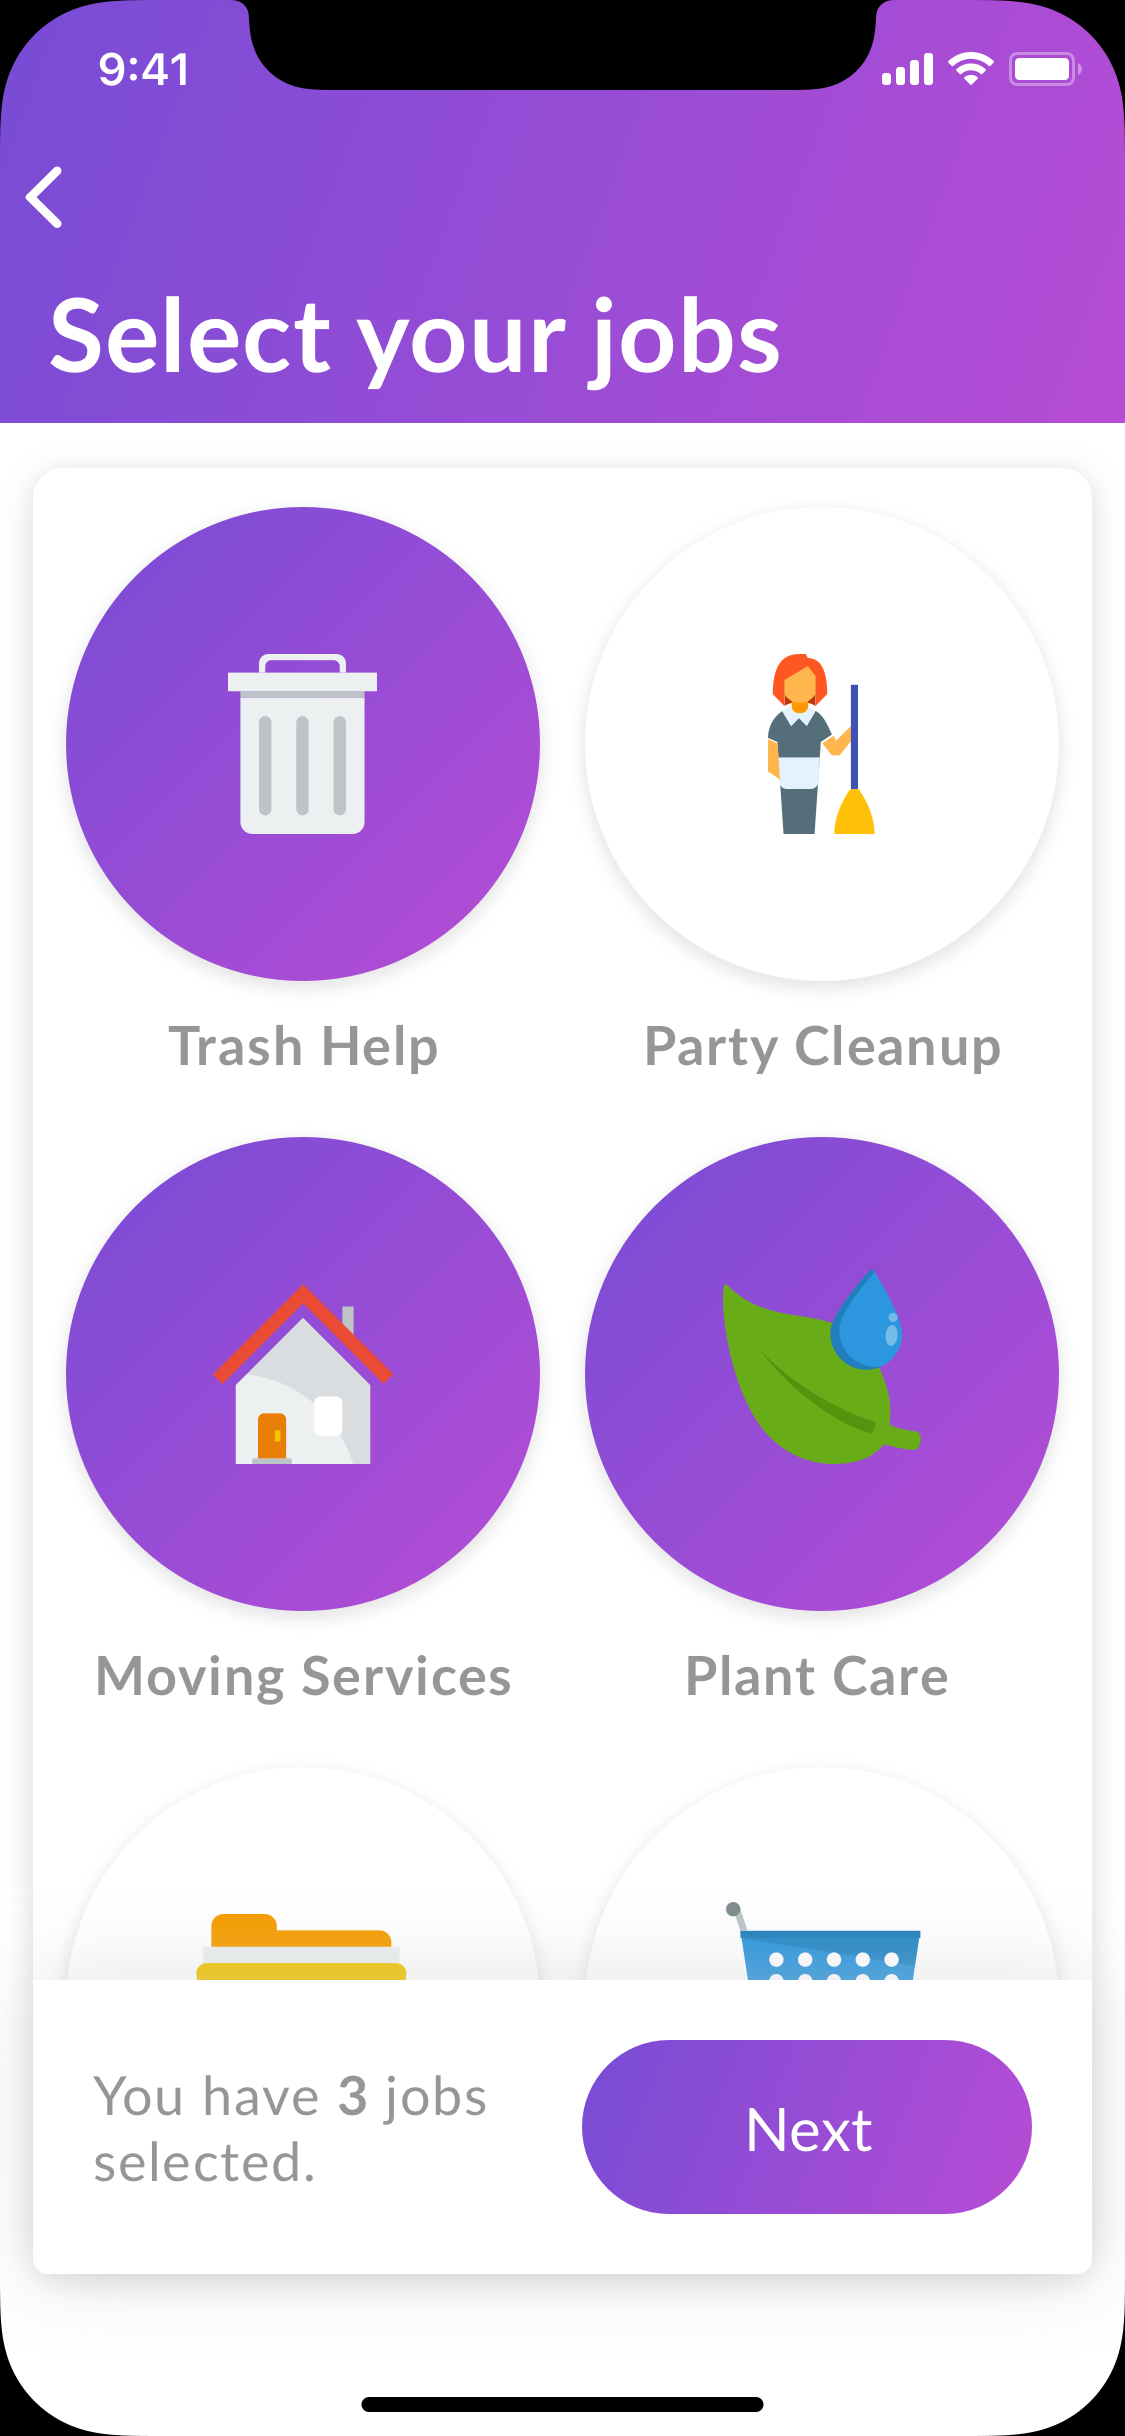 9:41
Select your jobs
Trash Help
Party Cleanup
Moving Services
Plant Care
You have 3 jobs
selected.
Next